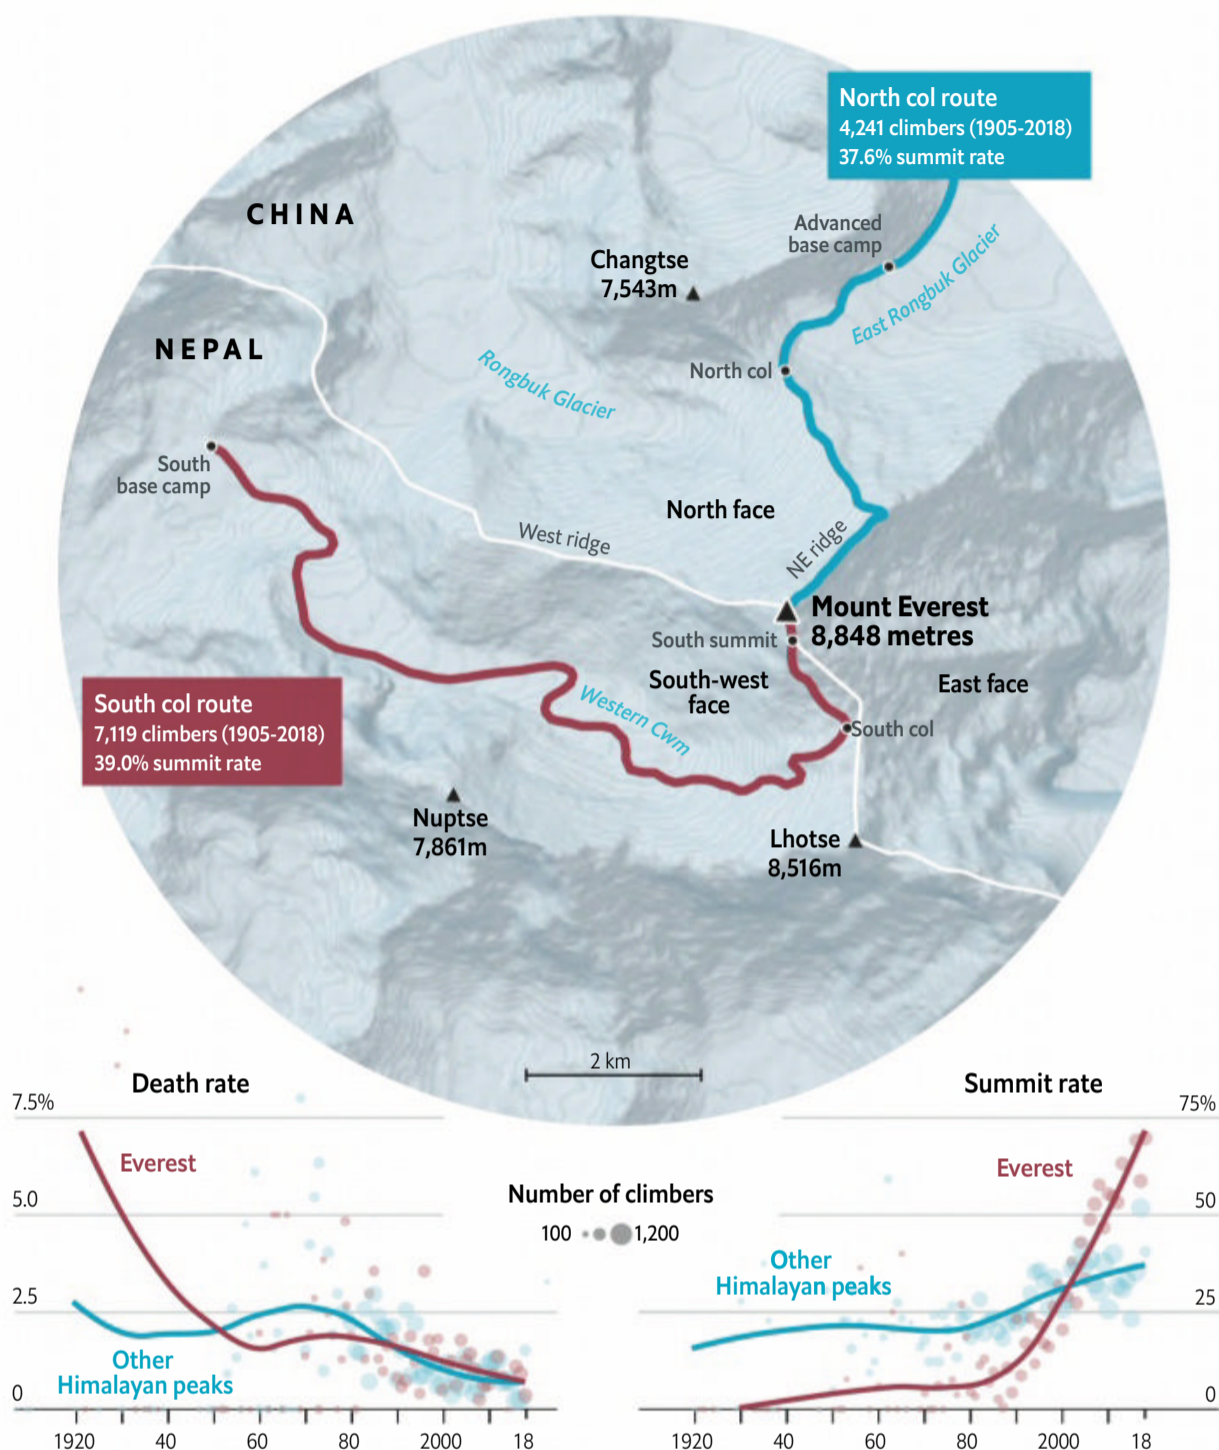 North col route
4,241 climbers (1905-2018)
37.6% summit rate
CHINA
Advanced
base camp
Changtse
7,543m
East Rongbuk Glacier
NEPAL
North col
Rongbuk Glacier
South
base camp
North face
West ridge
NE ridge
Mount Everest
8,848 metres
South summit
South-west
face
East face
Western Cwm
South col route
7,119 climbers (1905-2018)
39.0% summit rate
South col
Nuptse
7,861m
Lhotse
8,516m
2 km
Death rate
7.5%
Everest
5.0
2.5
Other
Himalayan peaks
0
1920 40 60 80 2000 18
Number of climbers
100 1,200
Summit rate
75%
Everest
50
Other
Himalayan peaks
25
0
1920 40 60 80 2000 18